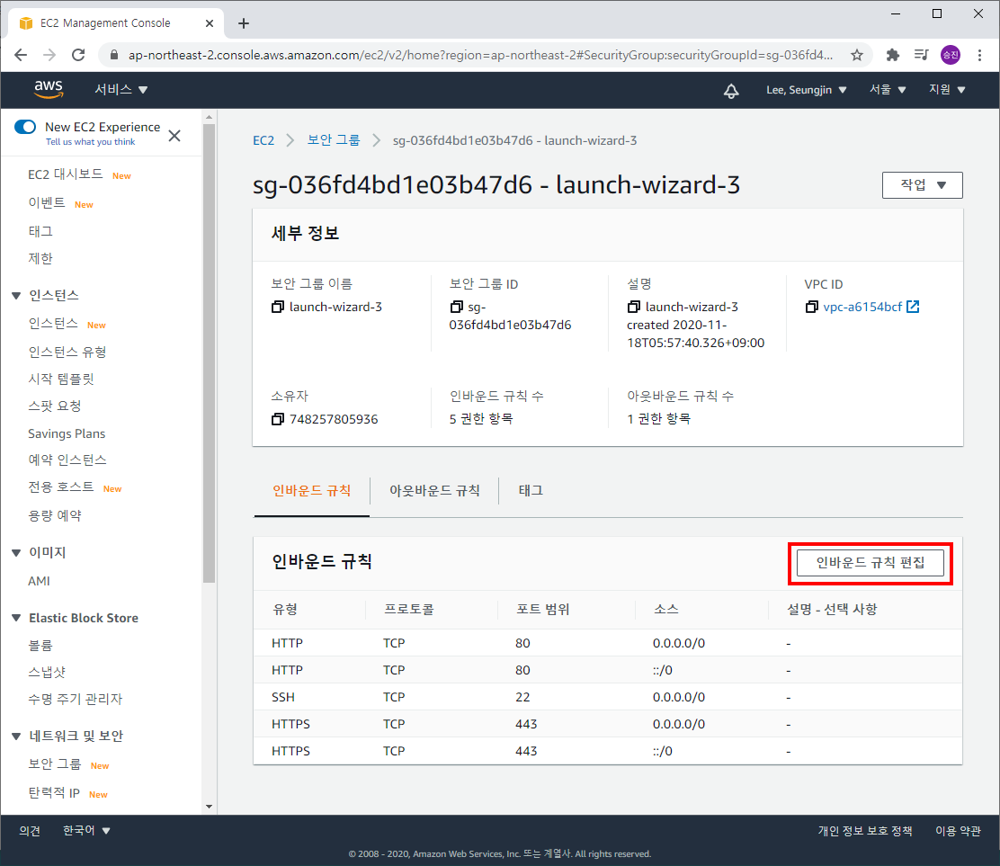 EC2 Management Console
ap-northeast-2.console.aws.amazon.com/ec2/v2/home?region=ap-northeast-2#SecurityGroup:securityGroupId=sg-036fd4...
승진
aws 서비스 ▼ Lee, Seungjin ▼ 서울 ▼ 지원 ▼
New EC2 Experience
Tell us what you think
EC2 대시보드 New
이벤트 New
태그
제한
인스턴스
인스턴스 New
인스턴스 유형
시작 템플릿
스팟 요청
Savings Plans
예약 인스턴스
전용 호스트 New
용량 예약
이미지
AMI
Elastic Block Store
볼륨
스냅샷
수명 주기 관리자
네트워크 및 보안
보안 그룹 New
탄력적 IP New
EC2 > 보안 그룹 > sg-036fd4bd1e03b47d6 - launch-wizard-3
sg-036fd4bd1e03b47d6 - launch-wizard-3
작업 ▼
세부 정보
보안 그룹 이름
launch-wizard-3
보안 그룹 ID
sg-
036fd4bd1e03b47d6
설명
launch-wizard-3
created 2020-11-
18T05:57:40.326+09:00
VPC ID
vpc-a6154bcf
소유자
748257805936
인바운드 규칙 수
5 권한 항목
아웃바운드 규칙 수
1 권한 항목
인바운드 규칙 아웃바운드 규칙 태그
인바운드 규칙 인바운드 규칙 편집
유형 프로토콜 포트 범위 소스 설명 - 선택 사항
HTTP TCP 80 0.0.0.0/0 -
HTTP TCP 80 ::/0 -
SSH TCP 22 0.0.0.0/0 -
HTTPS TCP 443 0.0.0.0/0 -
HTTPS TCP 443 ::/0 -
의견 한국어 ▼ 개인 정보 보호 정책 이용 약관
© 2008 - 2020, Amazon Web Services, Inc. 또는 계열사. All rights reserved.